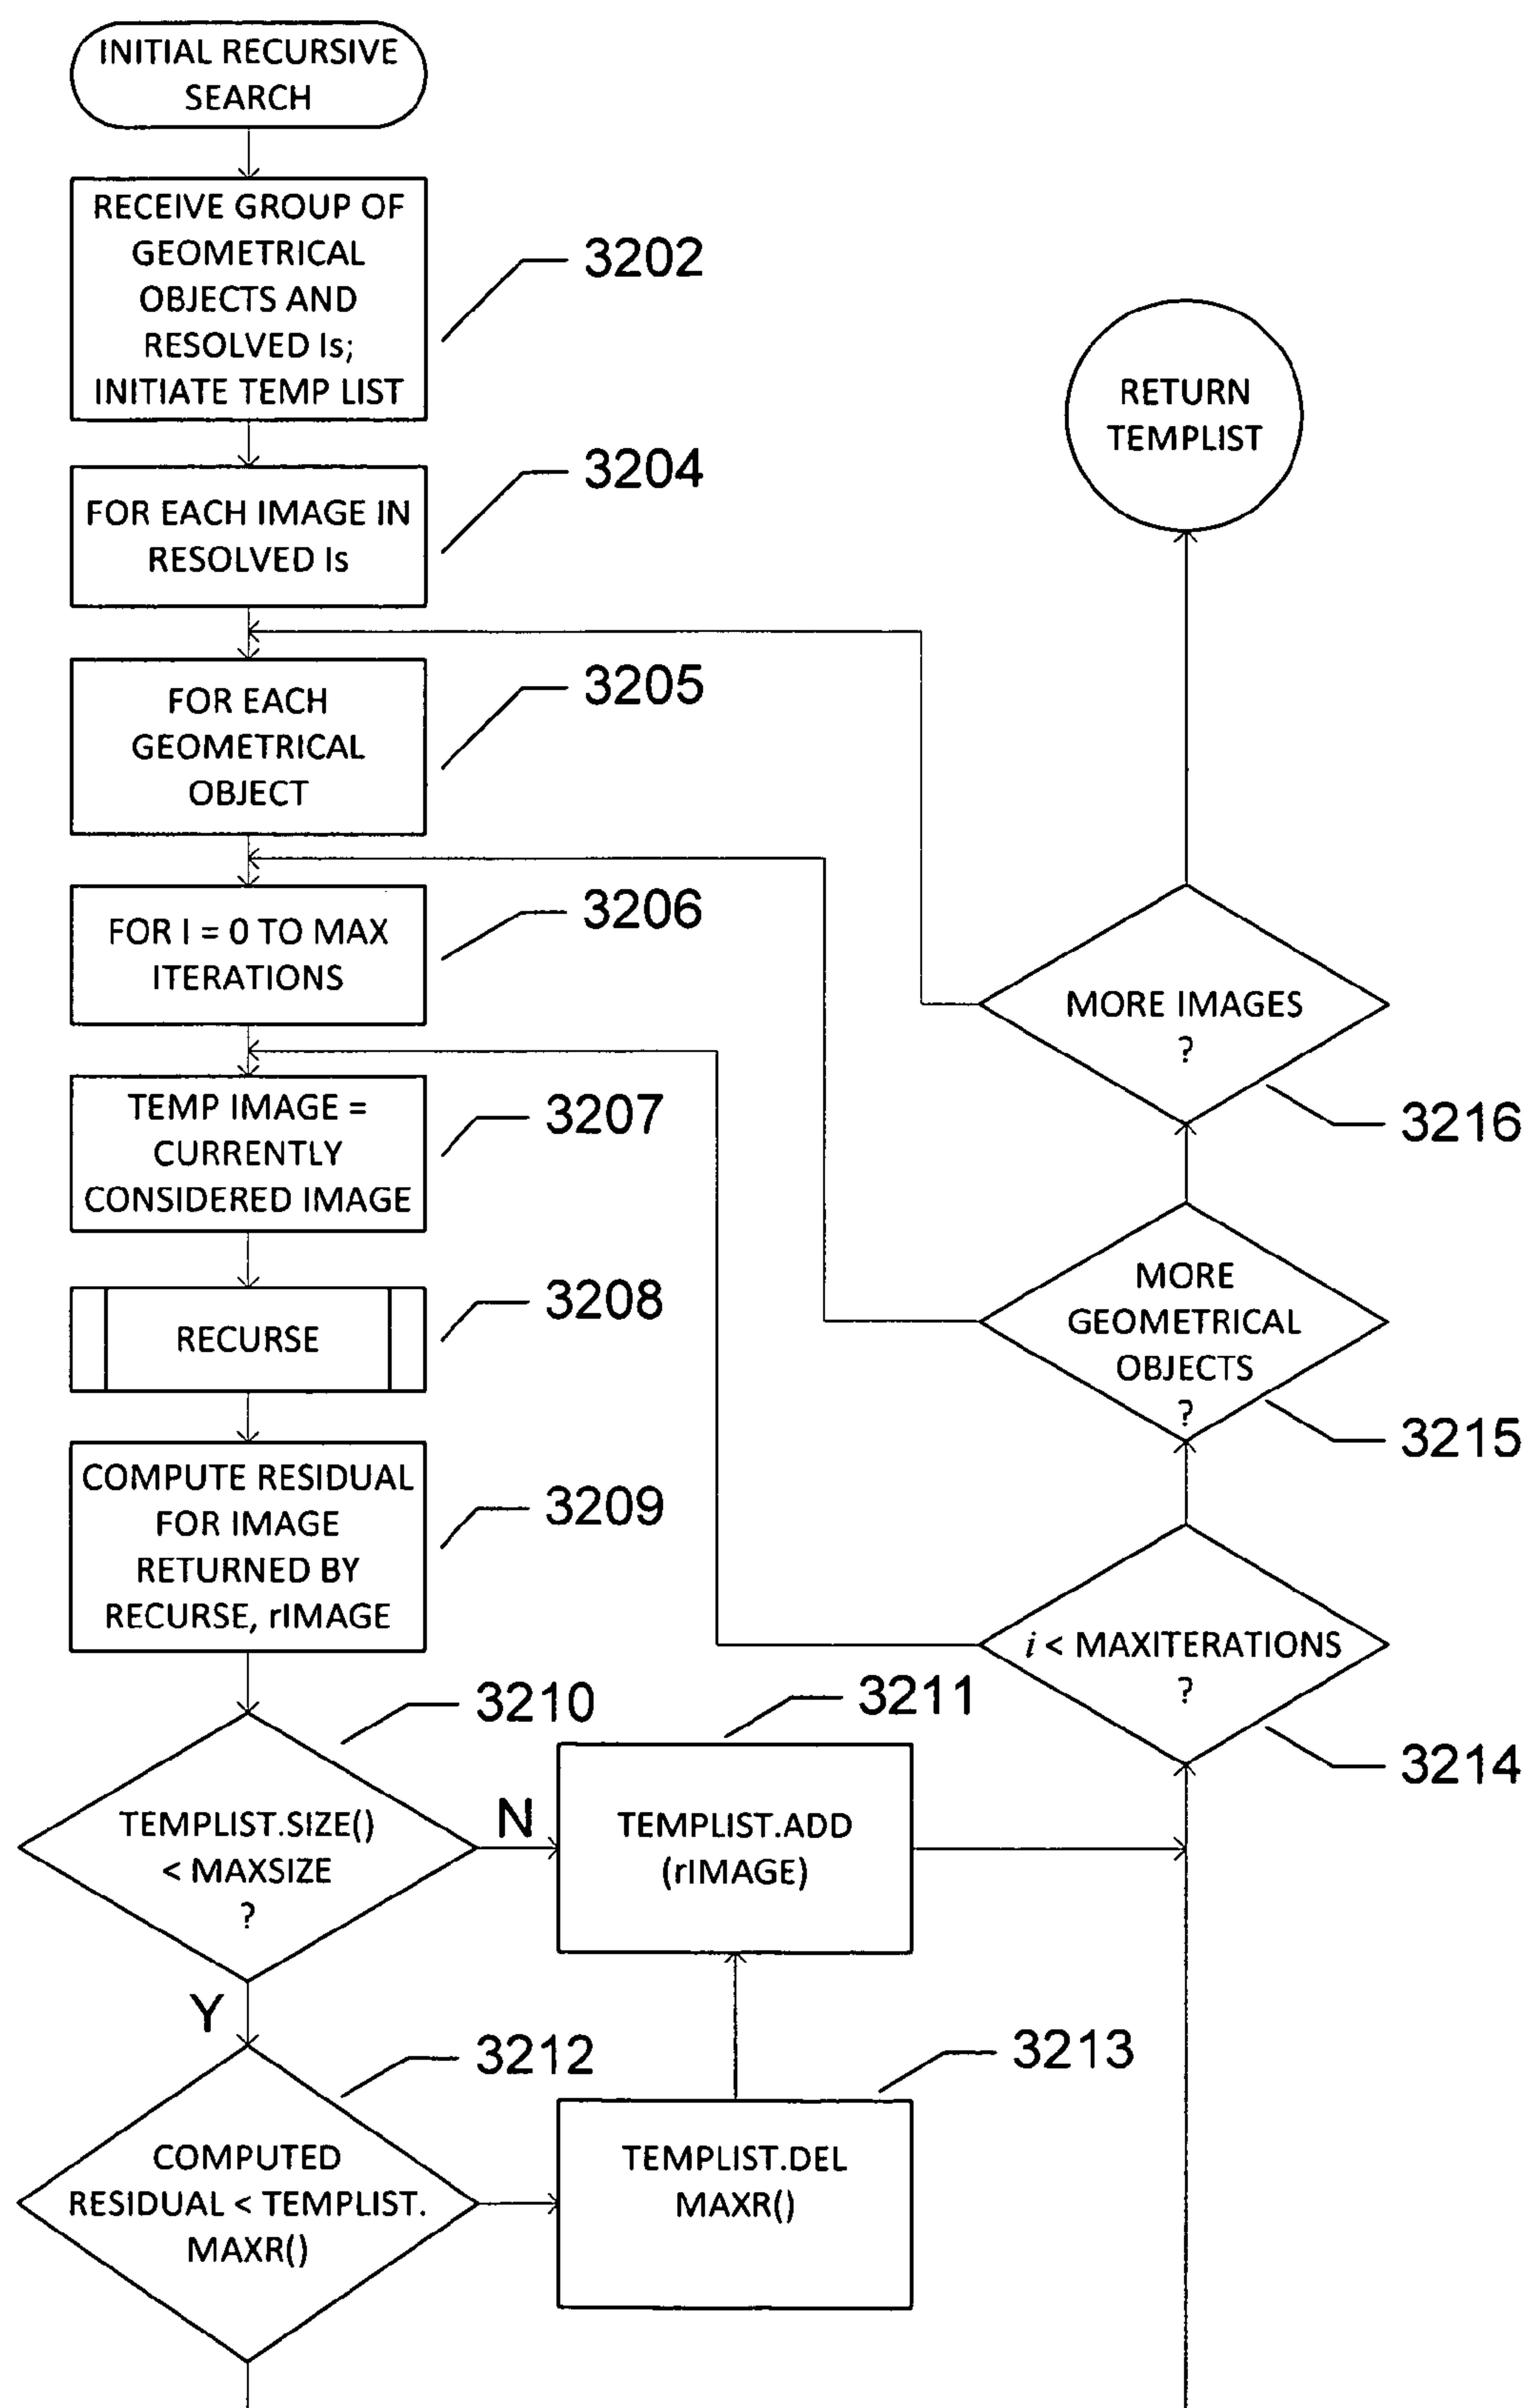 INITIAL RECURSIVE
SEARCH
RECEIVE GROUP OF
GEOMETRICAL
OBJECTS AND
RESOLVED Is;
INITIATE TEMP LIST
3202
FOR EACH IMAGE IN
RESOLVED Is
3204
FOR EACH
GEOMETRICAL
OBJECT
3205
FOR I = 0 TO MAX
ITERATIONS
3206
TEMP IMAGE =
CURRENTLY
CONSIDERED IMAGE
3207
RECURSE
3208
COMPUTE RESIDUAL
FOR IMAGE
RETURNED BY
RECURSE, rIMAGE
3209
TEMPLIST.SIZE()
< MAXSIZE
?
3210
N
Y
TEMPLIST.ADD
(rIMAGE)
3211
COMPUTED
RESIDUAL < TEMPLIST.
MAXR()
3212
TEMPLIST.DEL
MAXR()
3213
i < MAXITERATIONS
?
3214
MORE
GEOMETRICAL
OBJECTS
?
3215
MORE IMAGES
?
3216
RETURN
TEMPLIST